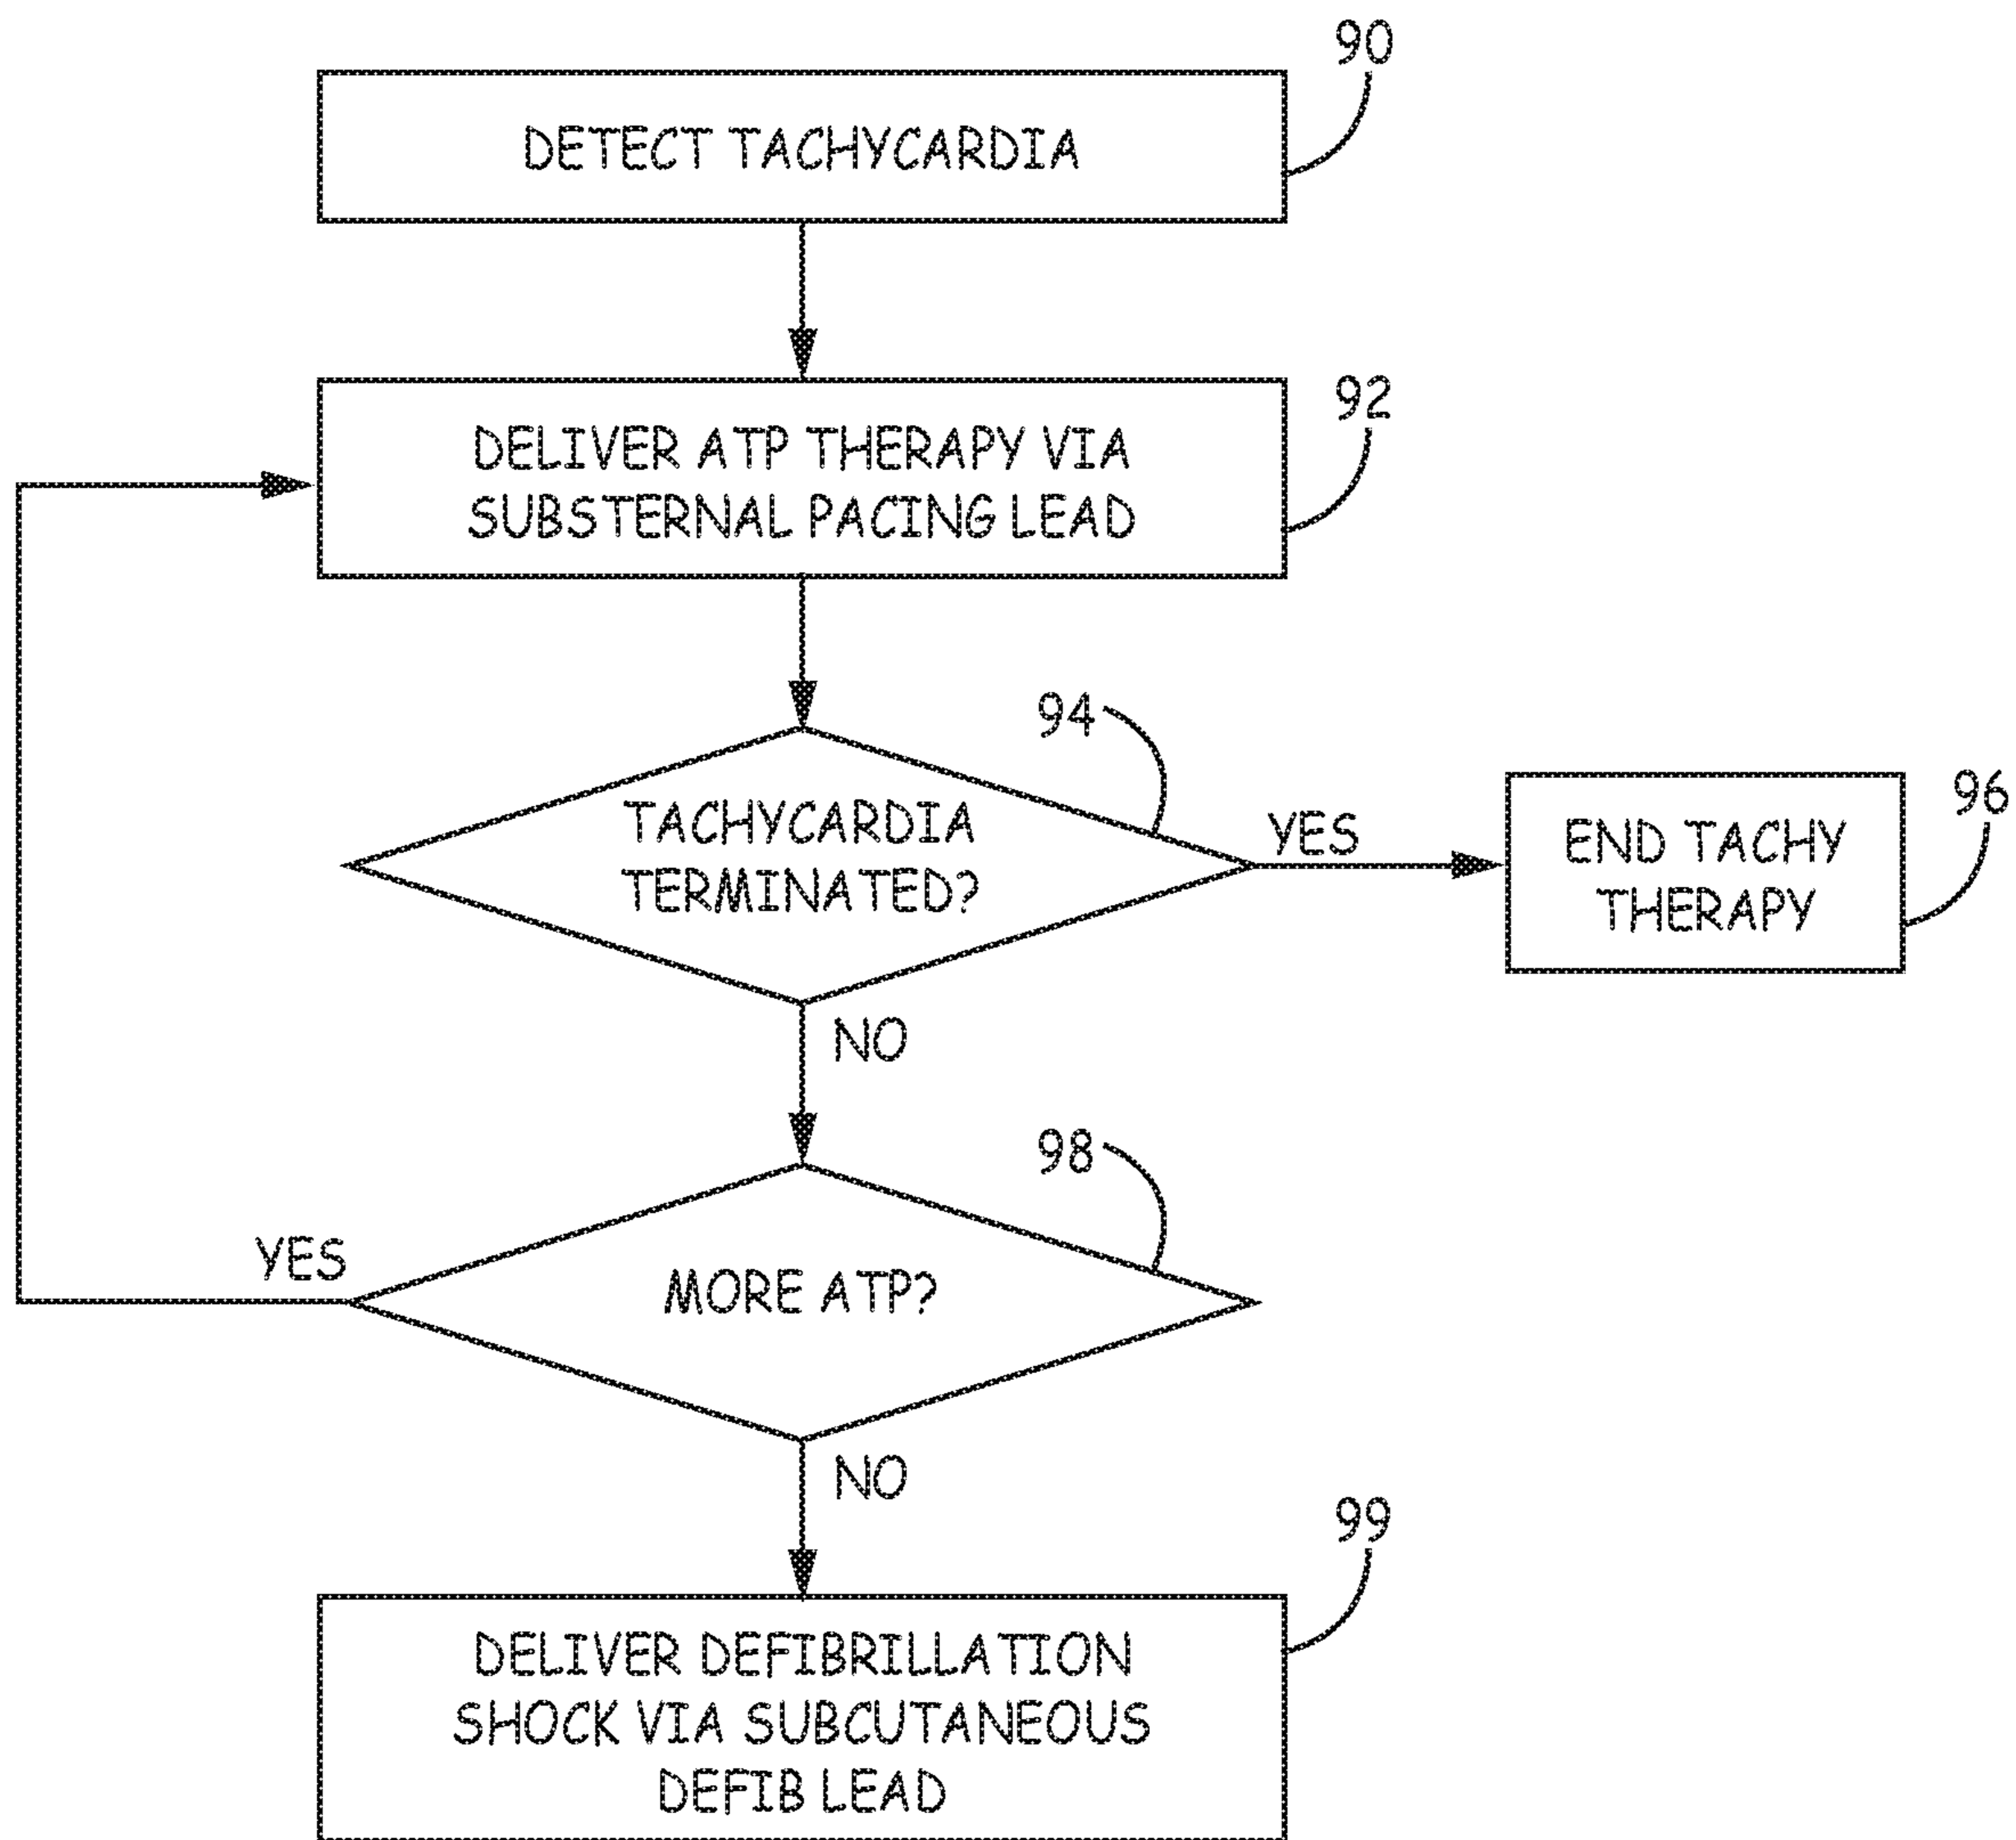 90
DETECT TACHYCARDIA
92
DELIVER ATP THERAPY VIA
SUBSTERNAL PACING LEAD
94
TACHYCARDIA
TERMINATED?
YES
96
END TACHY
THERAPY
NO
98
YES
MORE ATP?
NO
99
DELIVER DEFIBRILLATION
SHOCK VIA SUBCUTANEOUS
DEFIB LEAD